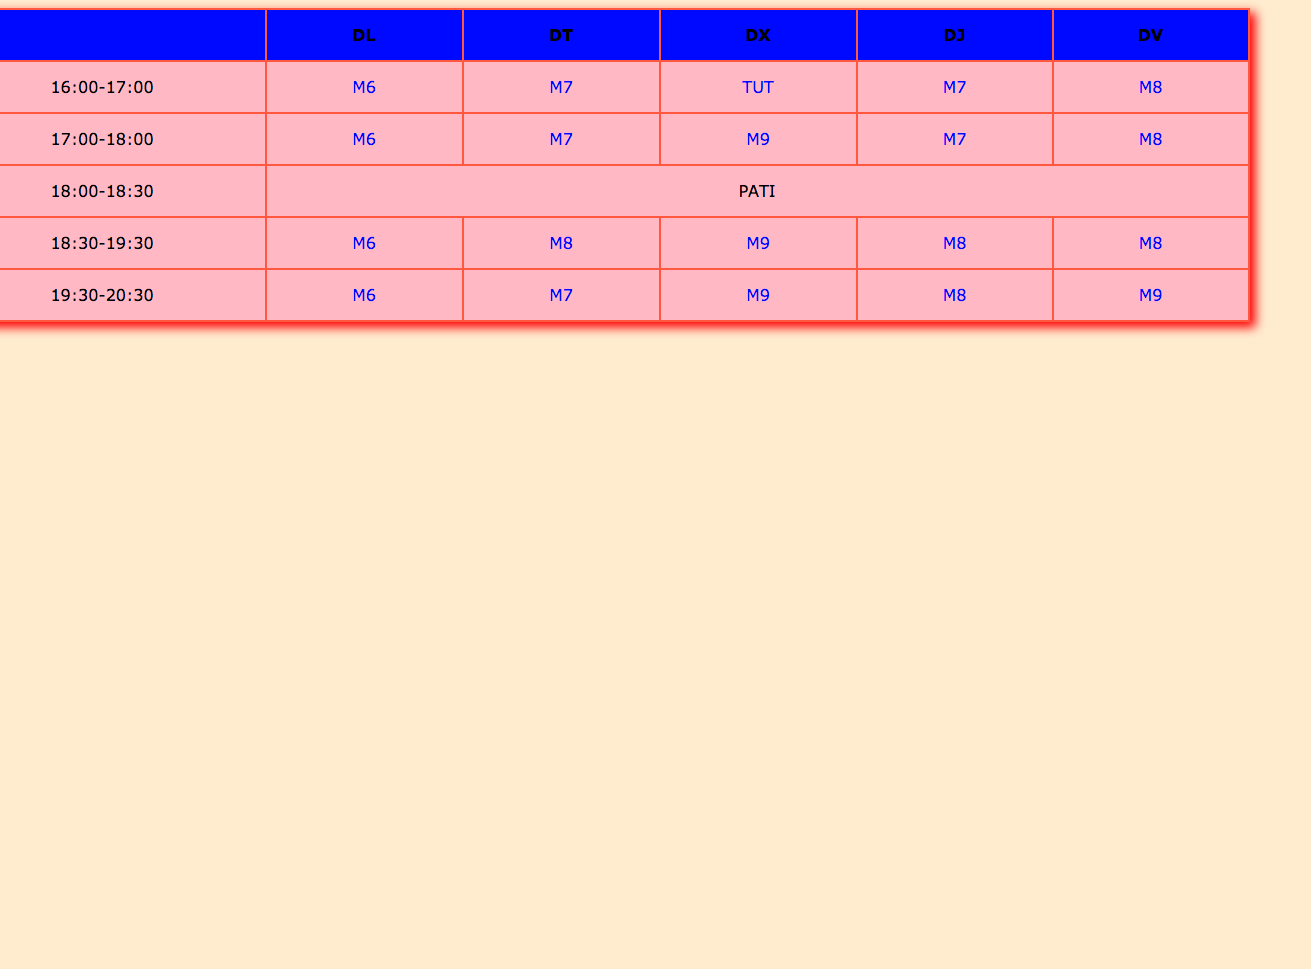 DL DT DX DJ DV
16:00-17:00 M6 M7 TUT M7 M8
17:00-18:00 M6 M7 M9 M7 M8
18:00-18:30 PATI
18:30-19:30 M6 M8 M9 M8 M8
19:30-20:30 M6 M7 M9 M8 M9